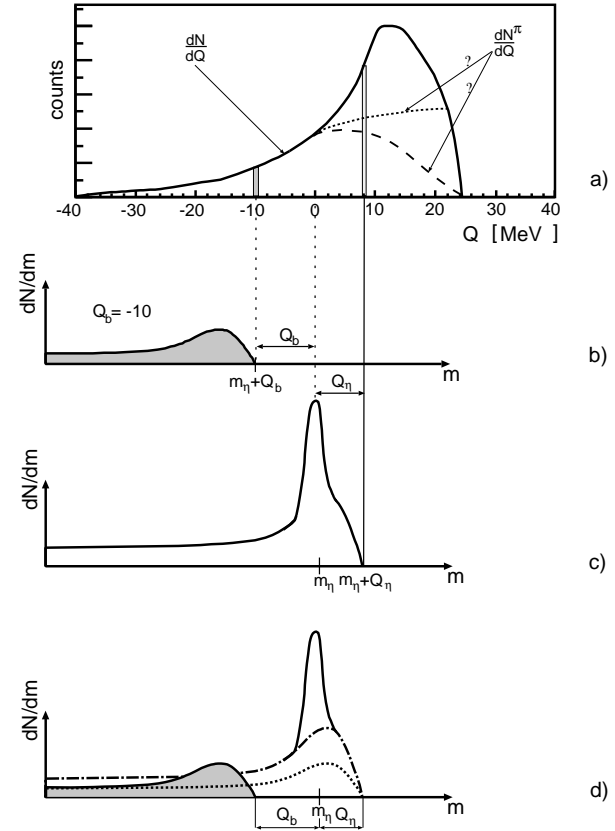 counts
dN
dQ
dN^π
dQ
?
?
-40 -30 -20 -10 0 10 20 30 40
Q [MeV]
a)
dN/dm
Q_b = -10
Q_b
m_η+Q_b
m
b)
Q_η
dN/dm
m_η m_η+Q_η
m
c)
dN/dm
m
Q_b m_η Q_η
d)